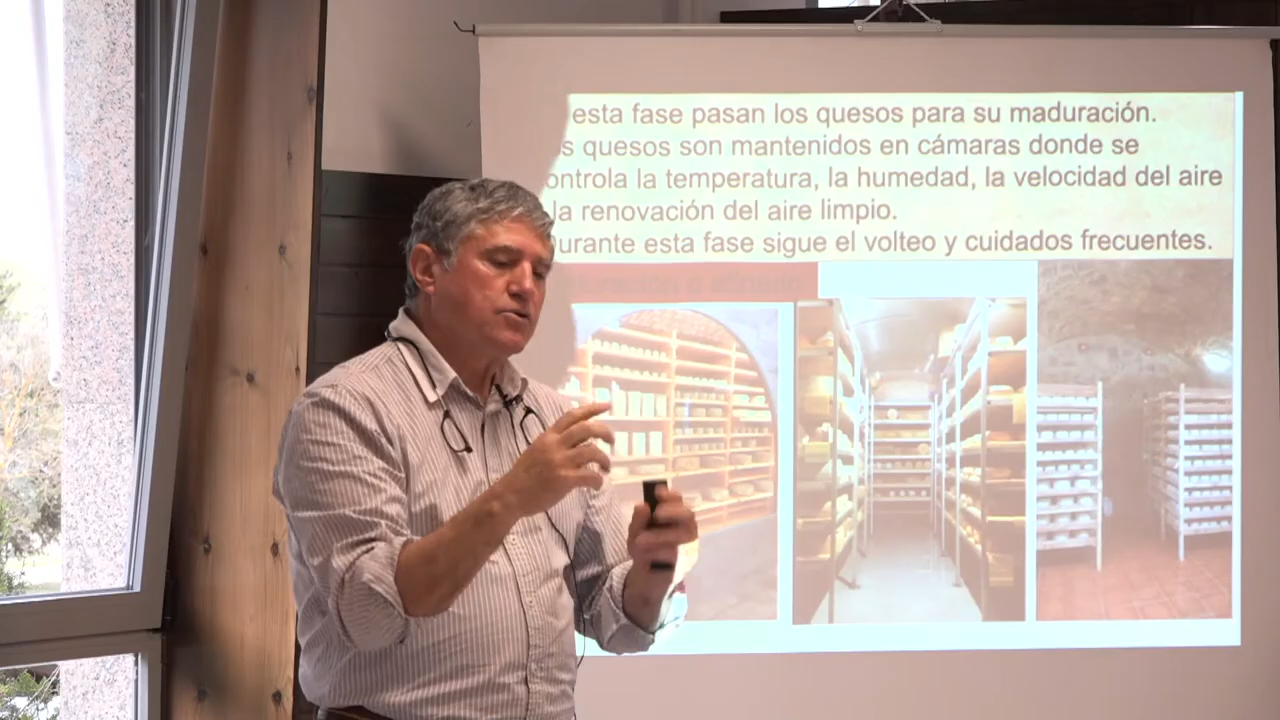 esta fase pasan los quesos para su maduración.
s quesos son mantenidos en cámaras donde se
ontrola la temperatura, la humedad, la velocidad del aire
la renovación del aire limpio.
urante esta fase sigue el volteo y cuidados frecuentes.